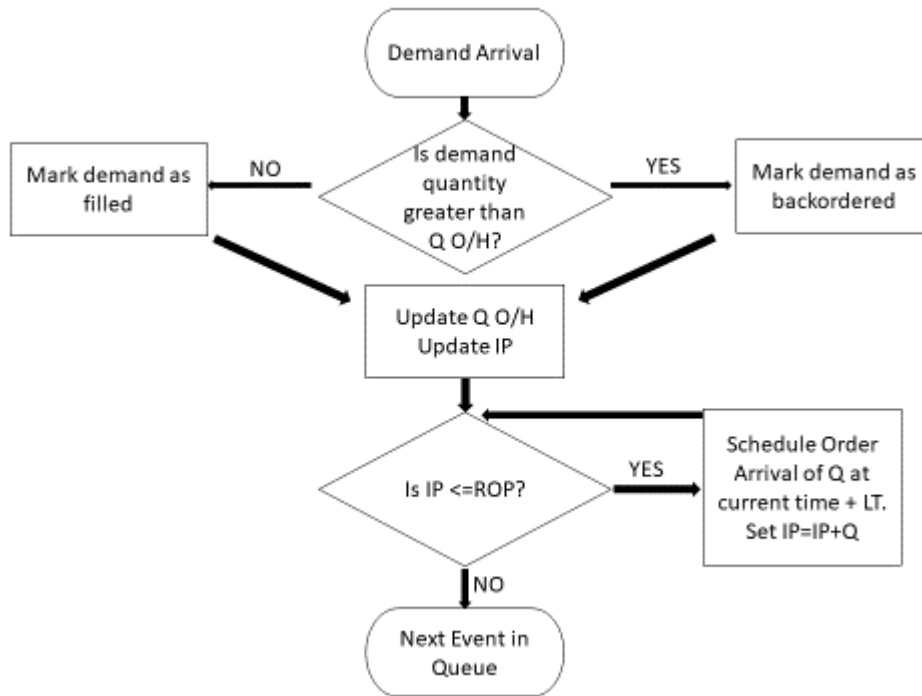 Demand Arrival
Is demand
quantity
greater than
Q O/H?
NO
YES
Mark demand as
filled
Mark demand as
backordered
Update Q O/H
Update IP
Is IP <=ROP?
YES
Schedule Order
Arrival of Q at
current time + LT.
Set IP=IP+Q
NO
Next Event in
Queue